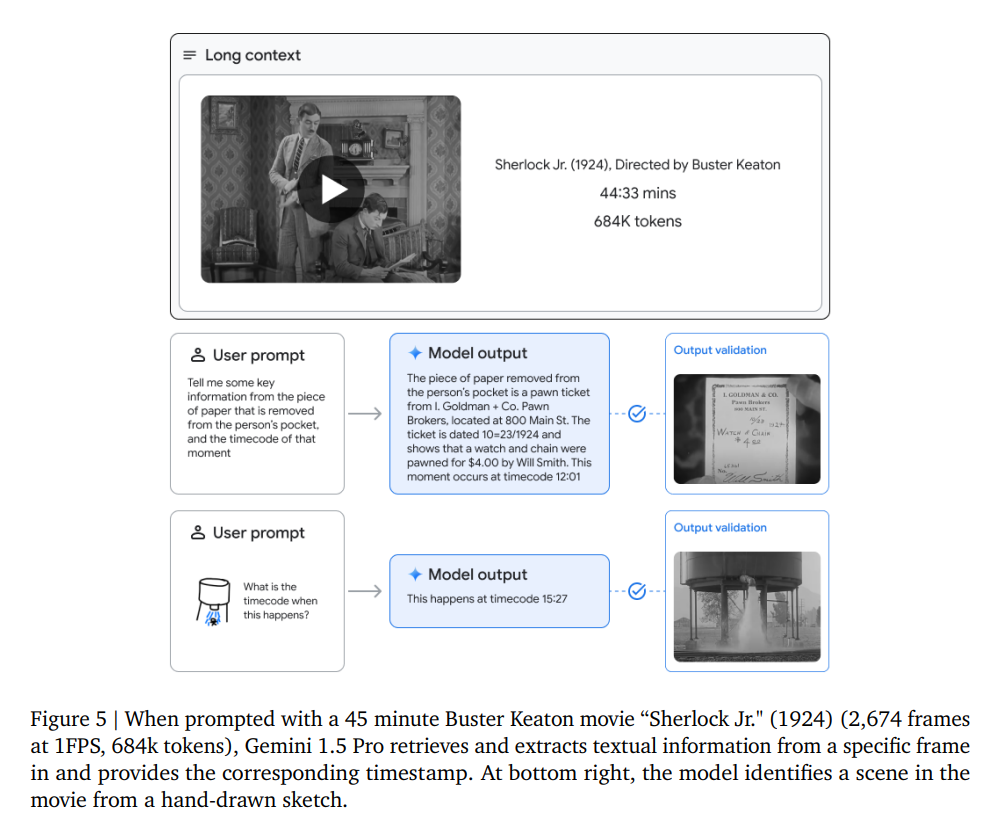 Long context
Sherlock Jr. (1924), Directed by Buster Keaton
44:33 mins
684K tokens
User prompt
Tell me some key
information from the piece
of paper that is removed
from the person's pocket,
and the timecode of that
moment
Model output
The piece of paper removed from
the person's pocket is a pawn ticket
from I. Goldman + Co. Pawn
Brokers, located at 800 Main St. The
ticket is dated 10=23/1924 and
shows that a watch and chain were
pawned for $4.00 by Will Smith. This
moment occurs at timecode 12:01
Output validation
I. GOLDMAN & CO.
Pawn Brokers
800 MAIN ST.
WATCH & CHAIN
No.
Will Smith
User prompt
What is the
timecode when
this happens?
Model output
This happens at timecode 15:27
Output validation
Figure 5 | When prompted with a 45 minute Buster Keaton movie “Sherlock Jr." (1924) (2,674 frames
at 1FPS, 684k tokens), Gemini 1.5 Pro retrieves and extracts textual information from a specific frame
in and provides the corresponding timestamp. At bottom right, the model identifies a scene in the
movie from a hand-drawn sketch.